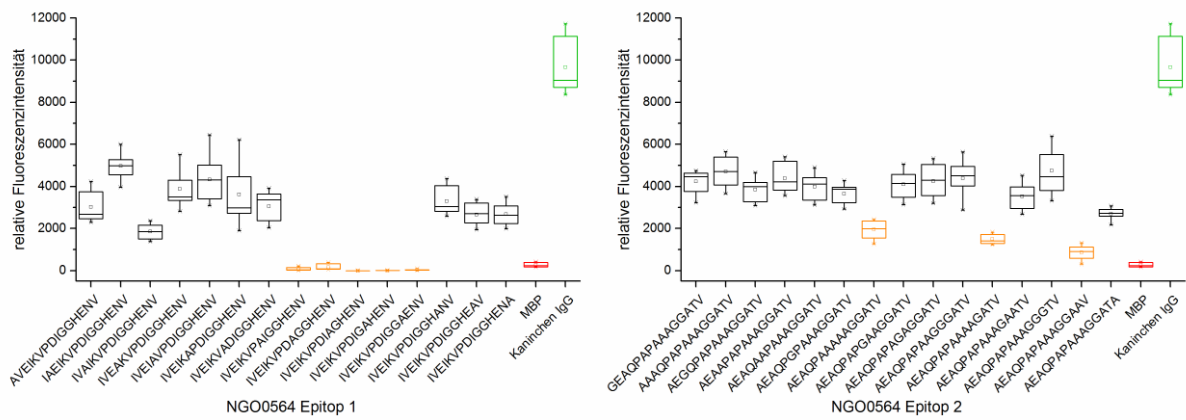 relative Fluoreszenzintensität
12000
10000
8000
6000
4000
2000
0
AVEIKVPDIGGHENV
IAEIKVPDIGGHENV
IVAIKVPDIGGHENV
IVEAKVPDIGGHENV
IVEIAVPDIGGHENV
IVEIKAPDIGGHENV
IVEIKVADIGGHENV
IVEIKVPAIGGHENV
IVEIKVPDAGGHENV
IVEIKVPDIAGHENV
IVEIKVPDIGAHENV
IVEIKVPDIGGAENV
IVEIKVPDIGGHANV
IVEIKVPDIGGHEAV
IVEIKVPDIGGHENA
MBP
Kaninchen IgG
NGO0564 Epitop 1
relative Fluoreszenzintensität
12000
10000
8000
6000
4000
2000
0
GEAQPAPAAAGGATV
AAAQPAPAAAGGATV
AEGQPAPAAAGGATV
AEAAPAPAAAGGATV
AEAQAAPAAAGGATV
AEAQPGPAAAGGATV
AEAQPAAAAAGGATV
AEAQPAPGAAGGATV
AEAQPAPAGAGGATV
AEAQPAPAAGGGATV
AEAQPAPAAAAGATV
AEAQPAPAAAGAATV
AEAQPAPAAAGGGTV
AEAQPAPAAAGGAAV
AEAQPAPAAAGGATA
MBP
Kaninchen IgG
NGO0564 Epitop 2